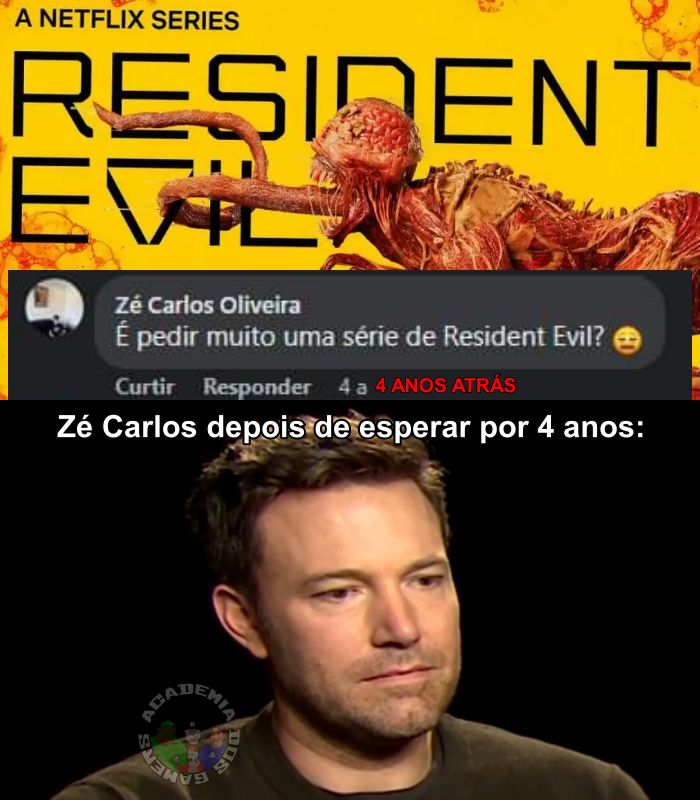 A NETFLIX SERIES
RESIDENT
EVIL
Zé Carlos Oliveira
É pedir muito uma série de Resident Evil? 😑
Curtir Responder 4 a 4 ANOS ATRÁS
Zé Carlos depois de esperar por 4 anos:
ACADEMIA DOS GAMERS